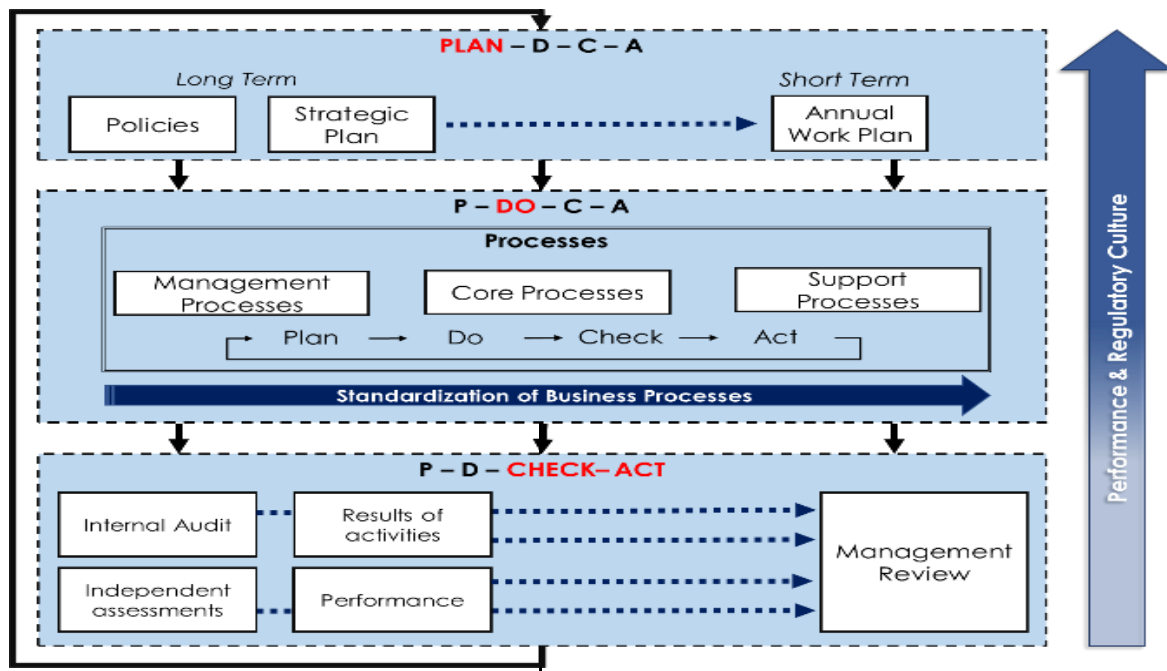 PLAN – D – C – A
Long Term
Short Term
Policies
Strategic
Plan
Annual
Work Plan
P – DO – C – A
Processes
Management
Processes
Core Processes
Support
Processes
Plan
Do
Check
Act
Standardization of Business Processes
P – D – CHECK– ACT
Internal Audit
Results of
activities
Independent
assessments
Performance
Management
Review
Performance & Regulatory Culture